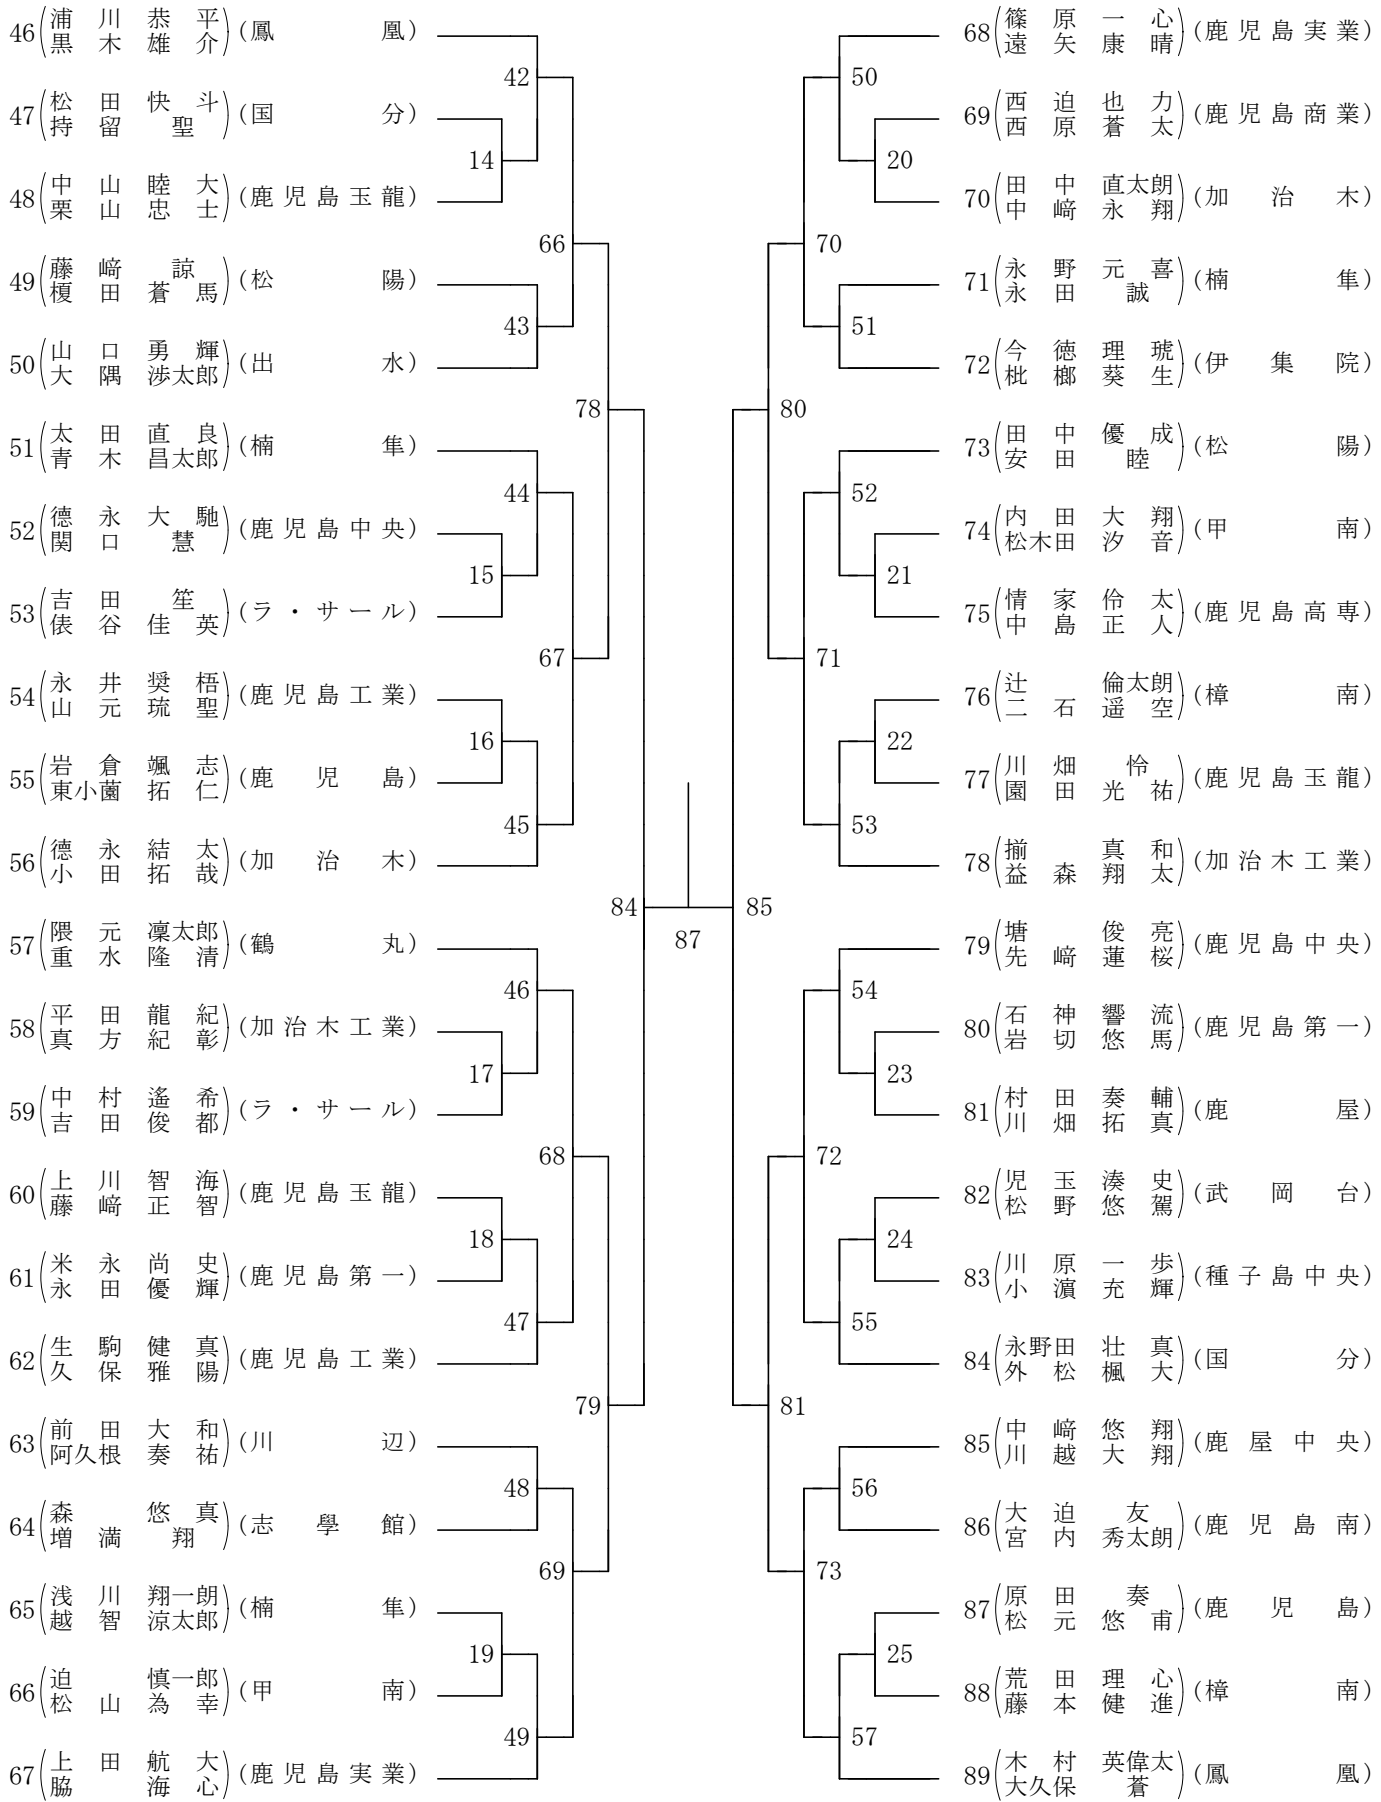 46 浦川恭平 黒木雄介 (鳳凰)
47 松田快斗 持留聖 (国分)
48 中山睦大 栗山忠士 (鹿児島玉龍)
49 藤﨑諒 榎田蒼馬 (松陽)
50 山口勇輝 大隅渉太郎 (出水)
51 太田直良 青木昌太郎 (楠隼)
52 德永大馳 関口慧 (鹿児島中央)
53 吉田笙 俵谷佳英 (ラ・サール)
54 永井奨梧 山元琉聖 (鹿児島工業)
55 岩倉颯志 東小薗拓仁 (鹿児島)
56 德永結太 小田拓哉 (加治木)
57 隈元凜太郎 重水隆清 (鶴丸)
58 平田龍紀 真方紀彰 (加治木工業)
59 中村遙希 吉田俊都 (ラ・サール)
60 上川智海 藤﨑正智 (鹿児島玉龍)
61 米永尚史 永田優輝 (鹿児島第一)
62 生駒健真 久保雅陽 (鹿児島工業)
63 前田大和 阿久根奏祐 (川辺)
64 森悠真 増満翔 (志學館)
65 浅川翔一朗 越智涼太郎 (楠隼)
66 迫慎一郎 松山為幸 (甲南)
67 上田航大 脇海心 (鹿児島実業)
42
14
66
43
78
44
15
67
16
45
84
46
17
68
18
47
79
48
69
19
49
87
68 篠原一心 遠矢康晴 (鹿児島実業)
69 西迫也力 西原蒼太 (鹿児島商業)
70 田中直太朗 中﨑永翔 (加治木)
71 永野元喜 永田誠 (楠隼)
72 今徳理琥 枇榔葵生 (伊集院)
73 田中優成 安田睦 (松陽)
74 内田大翔 松木田汐音 (甲南)
75 情家伶太 中島正人 (鹿児島高専)
76 辻倫太朗 二石遥空 (樟南)
77 川畑怜 園田光祐 (鹿児島玉龍)
78 揃真和 益森翔太 (加治木工業)
79 塘俊亮 先﨑蓮桜 (鹿児島中央)
80 石神響流 岩切悠馬 (鹿児島第一)
81 村田奏輔 川畑拓真 (鹿屋)
82 児玉湊史 松野悠駕 (武岡台)
83 川原一歩 小濵充輝 (種子島中央)
84 永野田壮真 外松楓大 (国分)
85 中﨑悠翔 川越大翔 (鹿屋中央)
86 大迫友 宮内秀太朗 (鹿児島南)
87 原田奏 松元悠甫 (鹿児島)
88 荒田理心 藤本健進 (樟南)
89 木村英偉太 大久保蒼 (鳳凰)
50
20
70
51
80
52
21
71
22
53
85
54
23
72
24
55
81
56
73
25
57